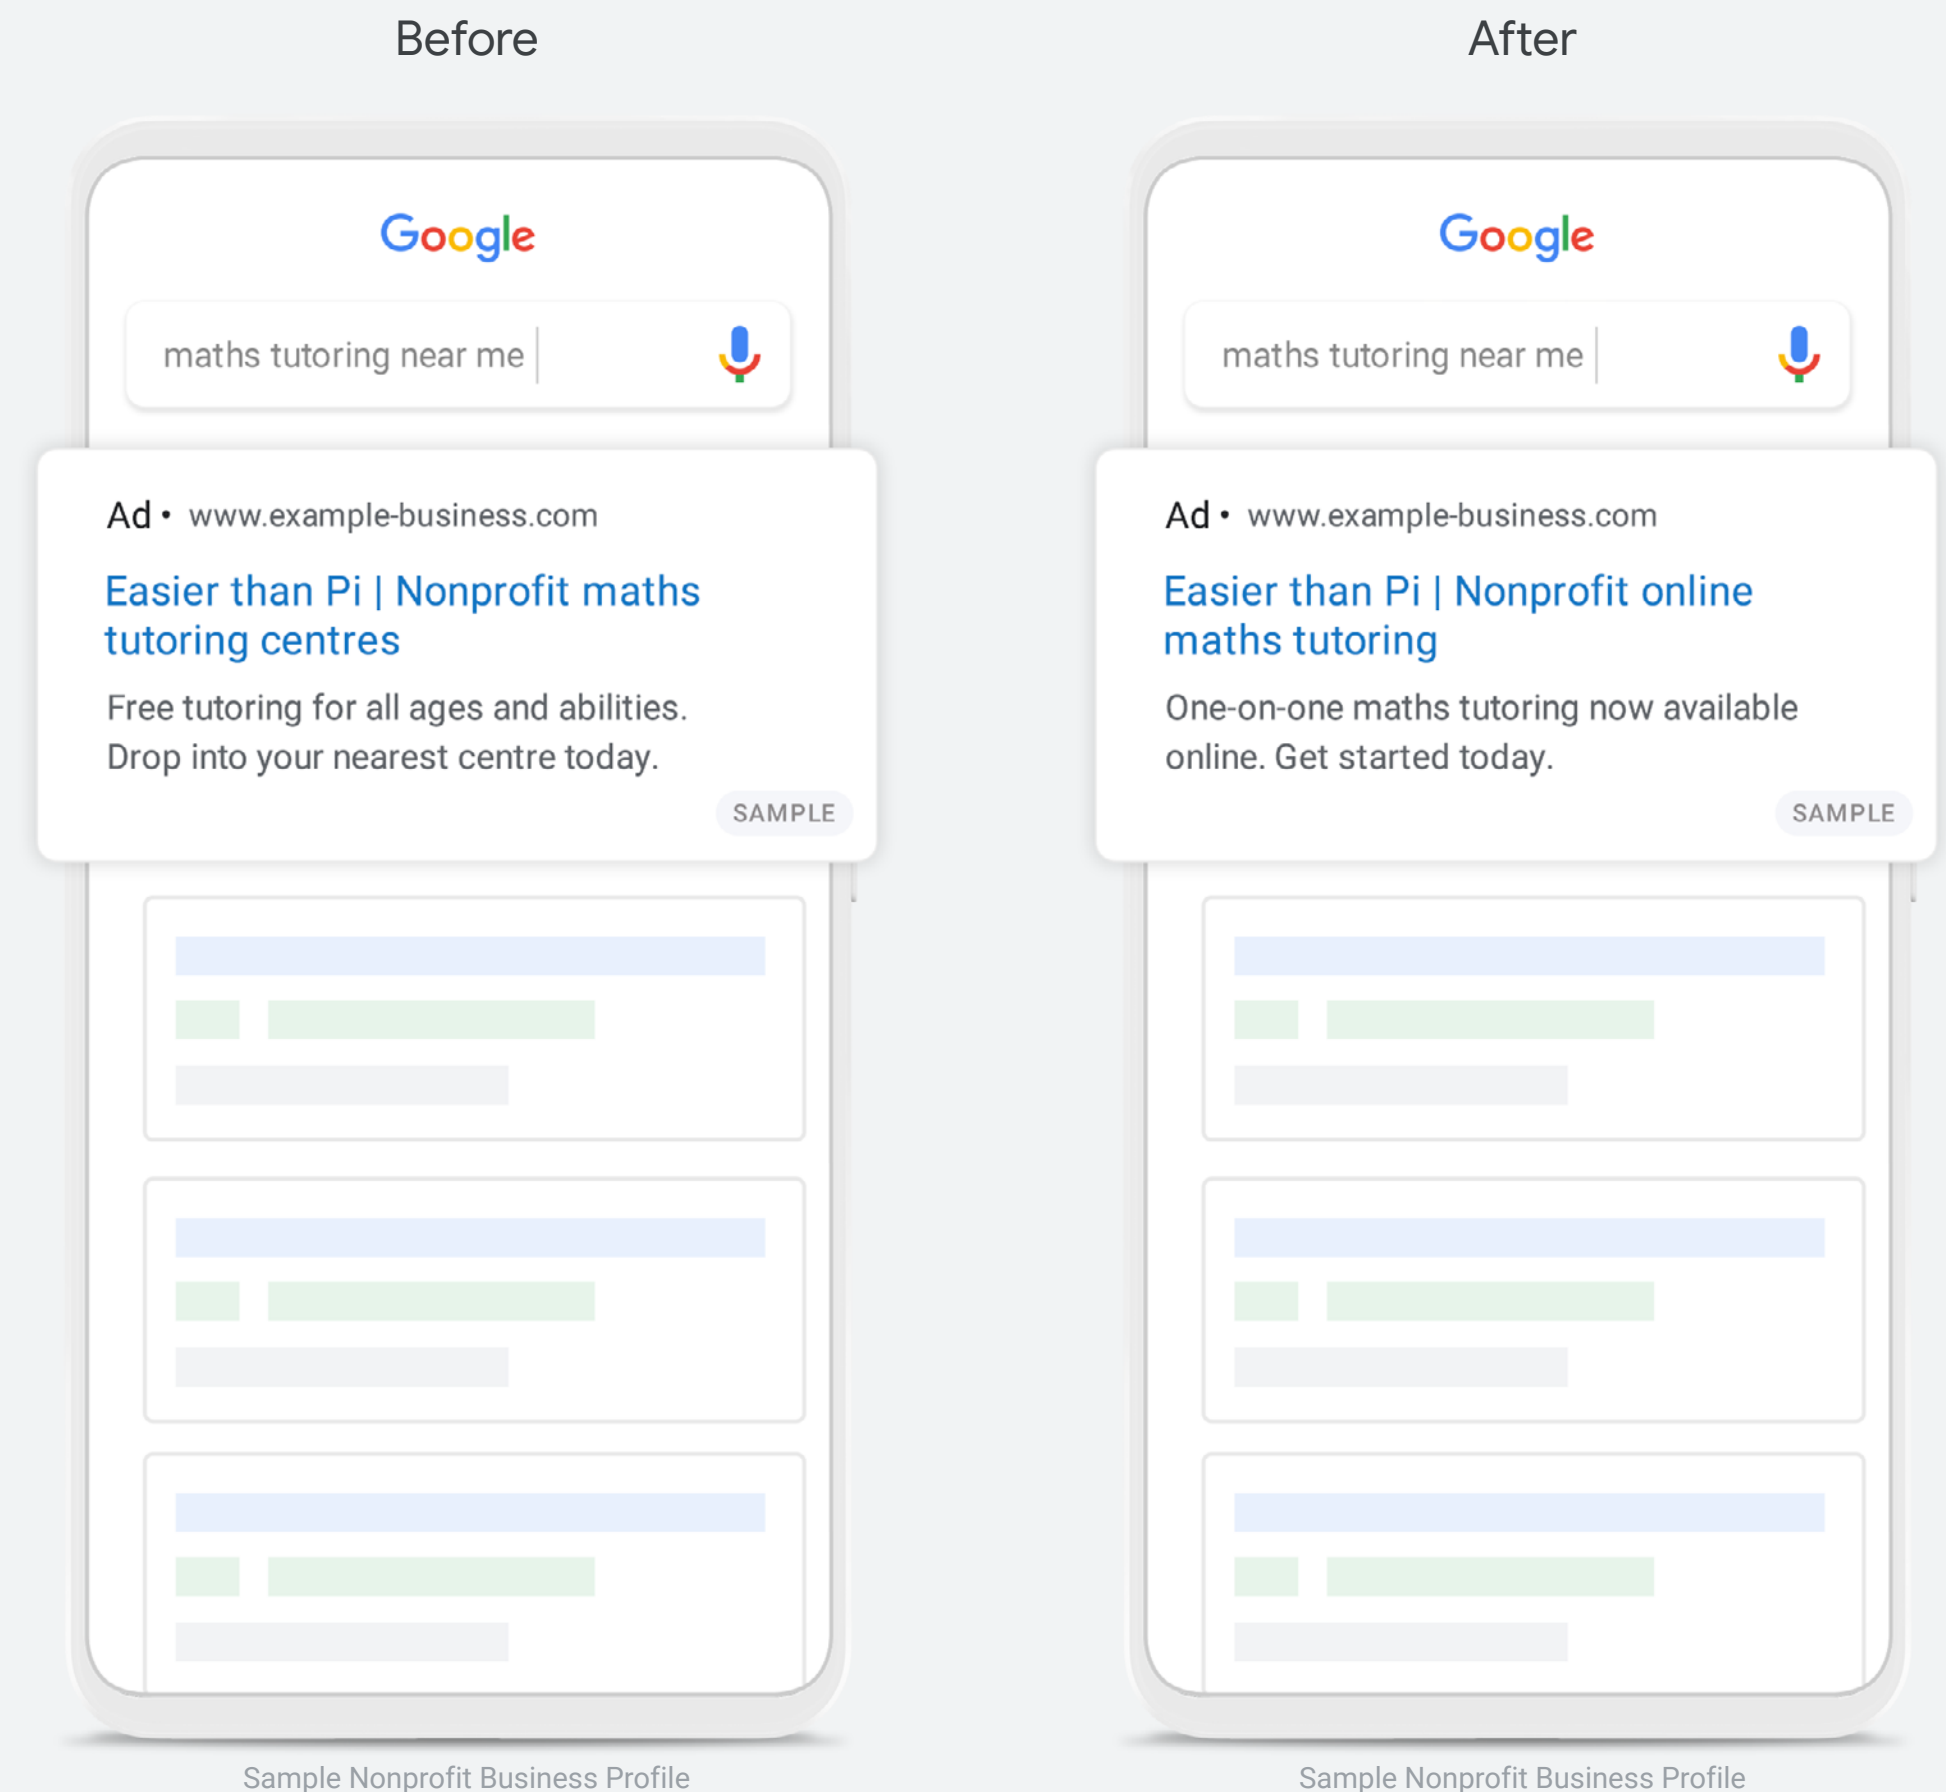 Before
Google
maths tutoring near me
Ad • www.example-business.com
Easier than Pi | Nonprofit maths
tutoring centres
Free tutoring for all ages and abilities.
Drop into your nearest centre today.
SAMPLE
Sample Nonprofit Business Profile
After
Google
maths tutoring near me
Ad • www.example-business.com
Easier than Pi | Nonprofit online
maths tutoring
One-on-one maths tutoring now available
online. Get started today.
SAMPLE
Sample Nonprofit Business Profile